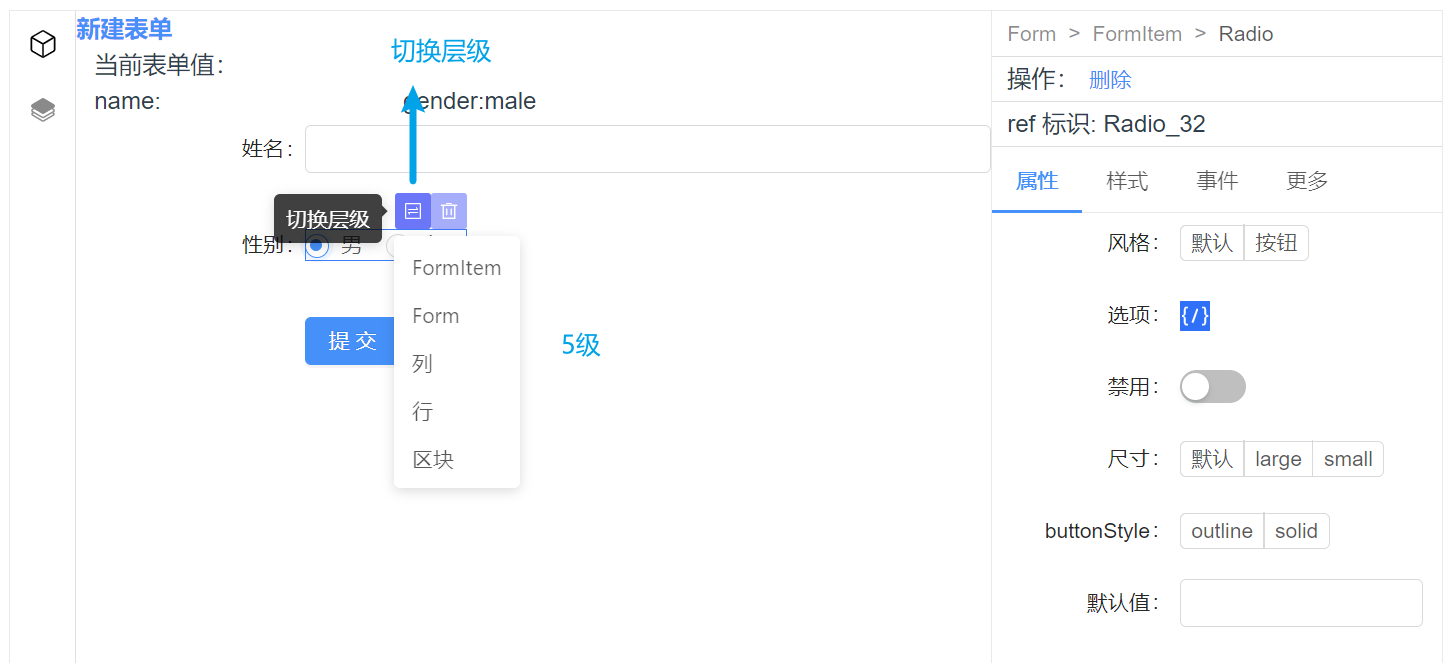 新建表单
切换层级
当前表单值：
name:
gender:male
姓名：
切换层级
性别：
男
FormItem
Form
列
行
区块
提 交
5级
Form > FormItem > Radio
操作： 删除
ref 标识: Radio_32
属性 样式 事件 更多
风格： 默认 按钮
选项： {/}
禁用：
尺寸： 默认 large small
buttonStyle： outline solid
默认值：